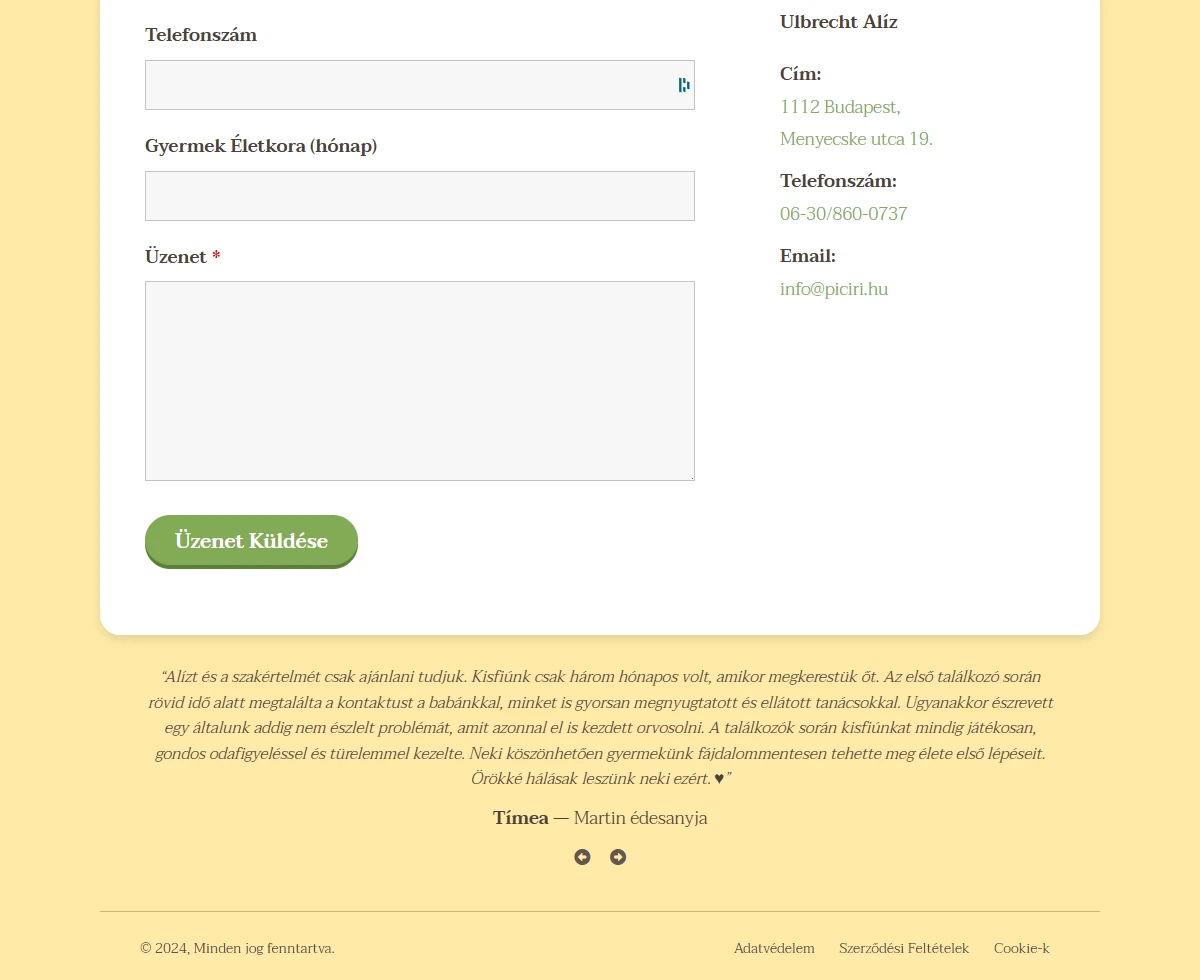 Telefonszám
Gyermek Életkora (hónap)
Üzenet *
Üzenet Küldése
Ulbrecht Alíz
Cím:
1112 Budapest,
Menyecske utca 19.
Telefonszám:
06-30/860-0737
Email:
info@piciri.hu
“Alízt és a szakértelmét csak ajánlani tudjuk. Kisfiúnk csak három hónapos volt, amikor megkerestük őt. Az első találkozó során
rövid idő alatt megtalálta a kontaktust a babánkkal, minket is gyorsan megnyugtatott és ellátott tanácsokkal. Ugyanakkor észrevett
egy általunk addig nem észlelt problémát, amit azonnal el is kezdett orvosolni. A találkozók során kisfiúnkat mindig játékosan,
gondos odafigyeléssel és türelemmel kezelte. Neki köszönhetően gyermekünk fájdalommentesen tehette meg élete első lépéseit.
Örökké hálásak leszünk neki ezért. ♥”
Tímea — Martin édesanyja
© 2024, Minden jog fenntartva.
Adatvédelem Szerződési Feltételek Cookie-k